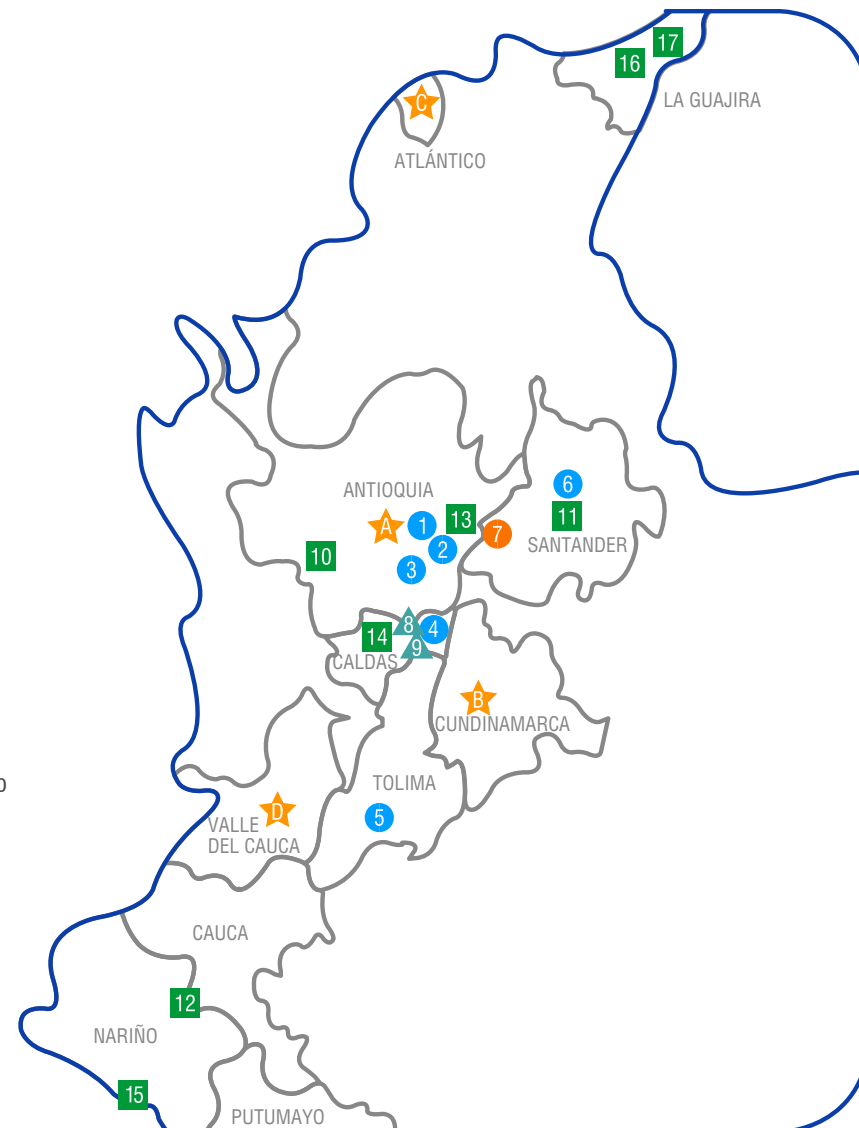 17
16
LA GUAJIRA
C
ATLÁNTICO
6
ANTIOQUIA
11
13
A
1
7
SANTANDER
2
10
3
8
4
14
9
CALDAS
B
CUNDINAMARCA
TOLIMA
O
D
5
VALLE
DEL CAUCA
CAUCA
12
NARIÑO
15
PUTUMAYO